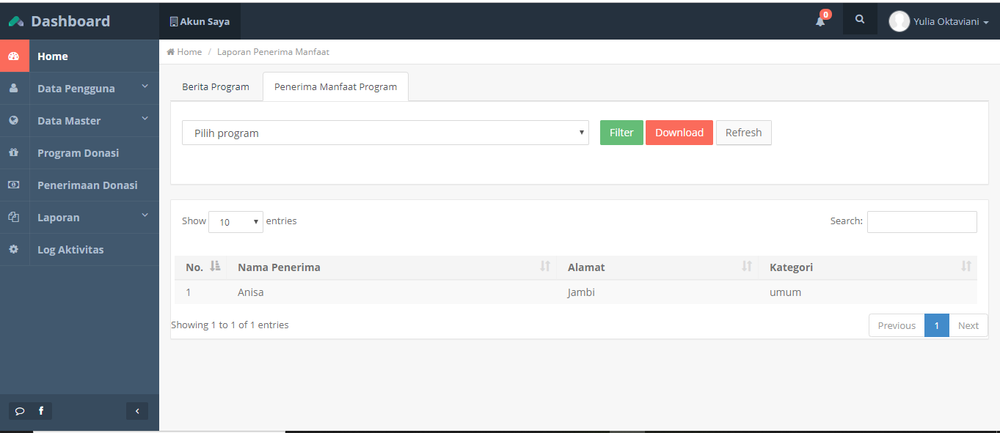 Dashboard
Akun Saya
0
Yulia Oktaviani
Home
Data Pengguna
Data Master
Program Donasi
Penerimaan Donasi
Laporan
Log Aktivitas
Home / Laporan Penerima Manfaat
Berita Program
Penerima Manfaat Program
Pilih program
Filter
Download
Refresh
Show 10 entries
Search:
No. Nama Penerima Alamat Kategori
1 Anisa Jambi umum
Showing 1 to 1 of 1 entries
Previous 1 Next